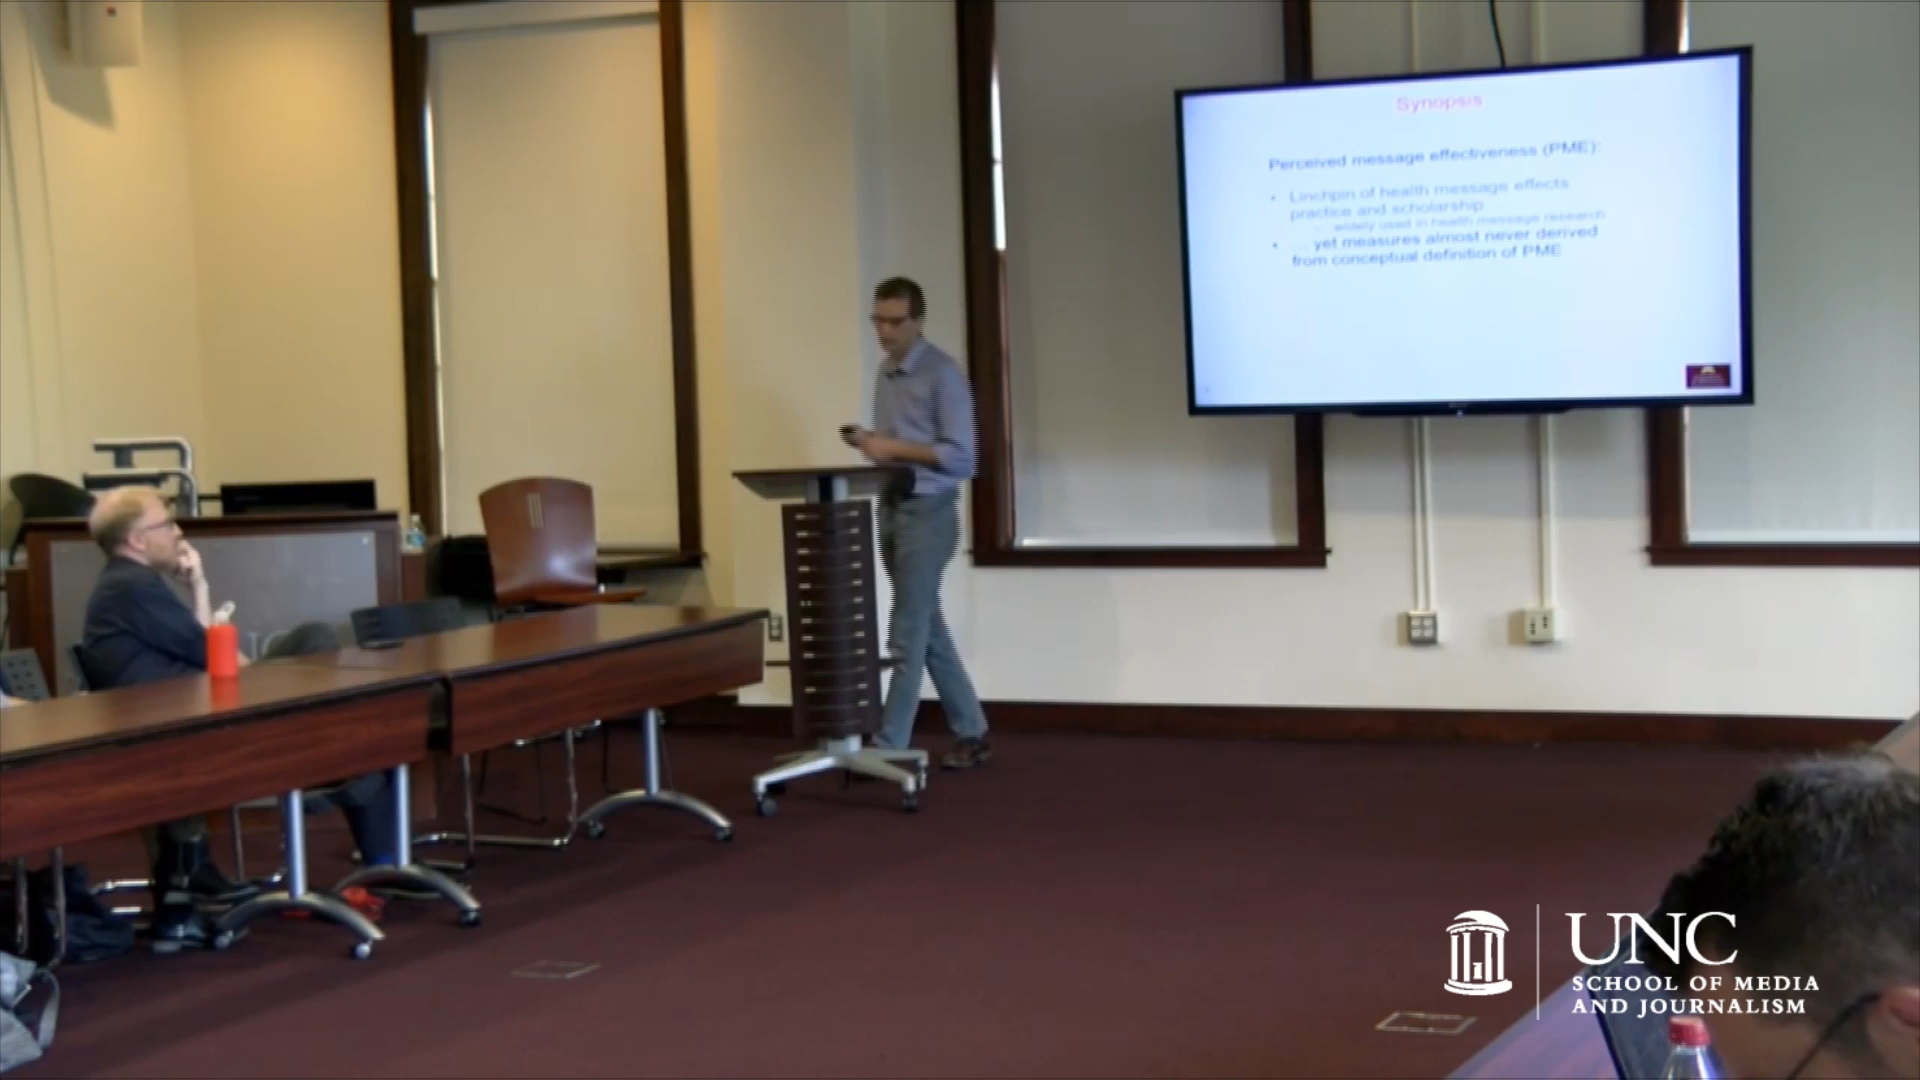 Synopsis
Perceived message effectiveness (PME):
• Linchpin of health message effects
practice and scholarship
- widely used in health message research
• ... yet measures almost never derived
from conceptual definition of PME
UNC
SCHOOL OF MEDIA
AND JOURNALISM